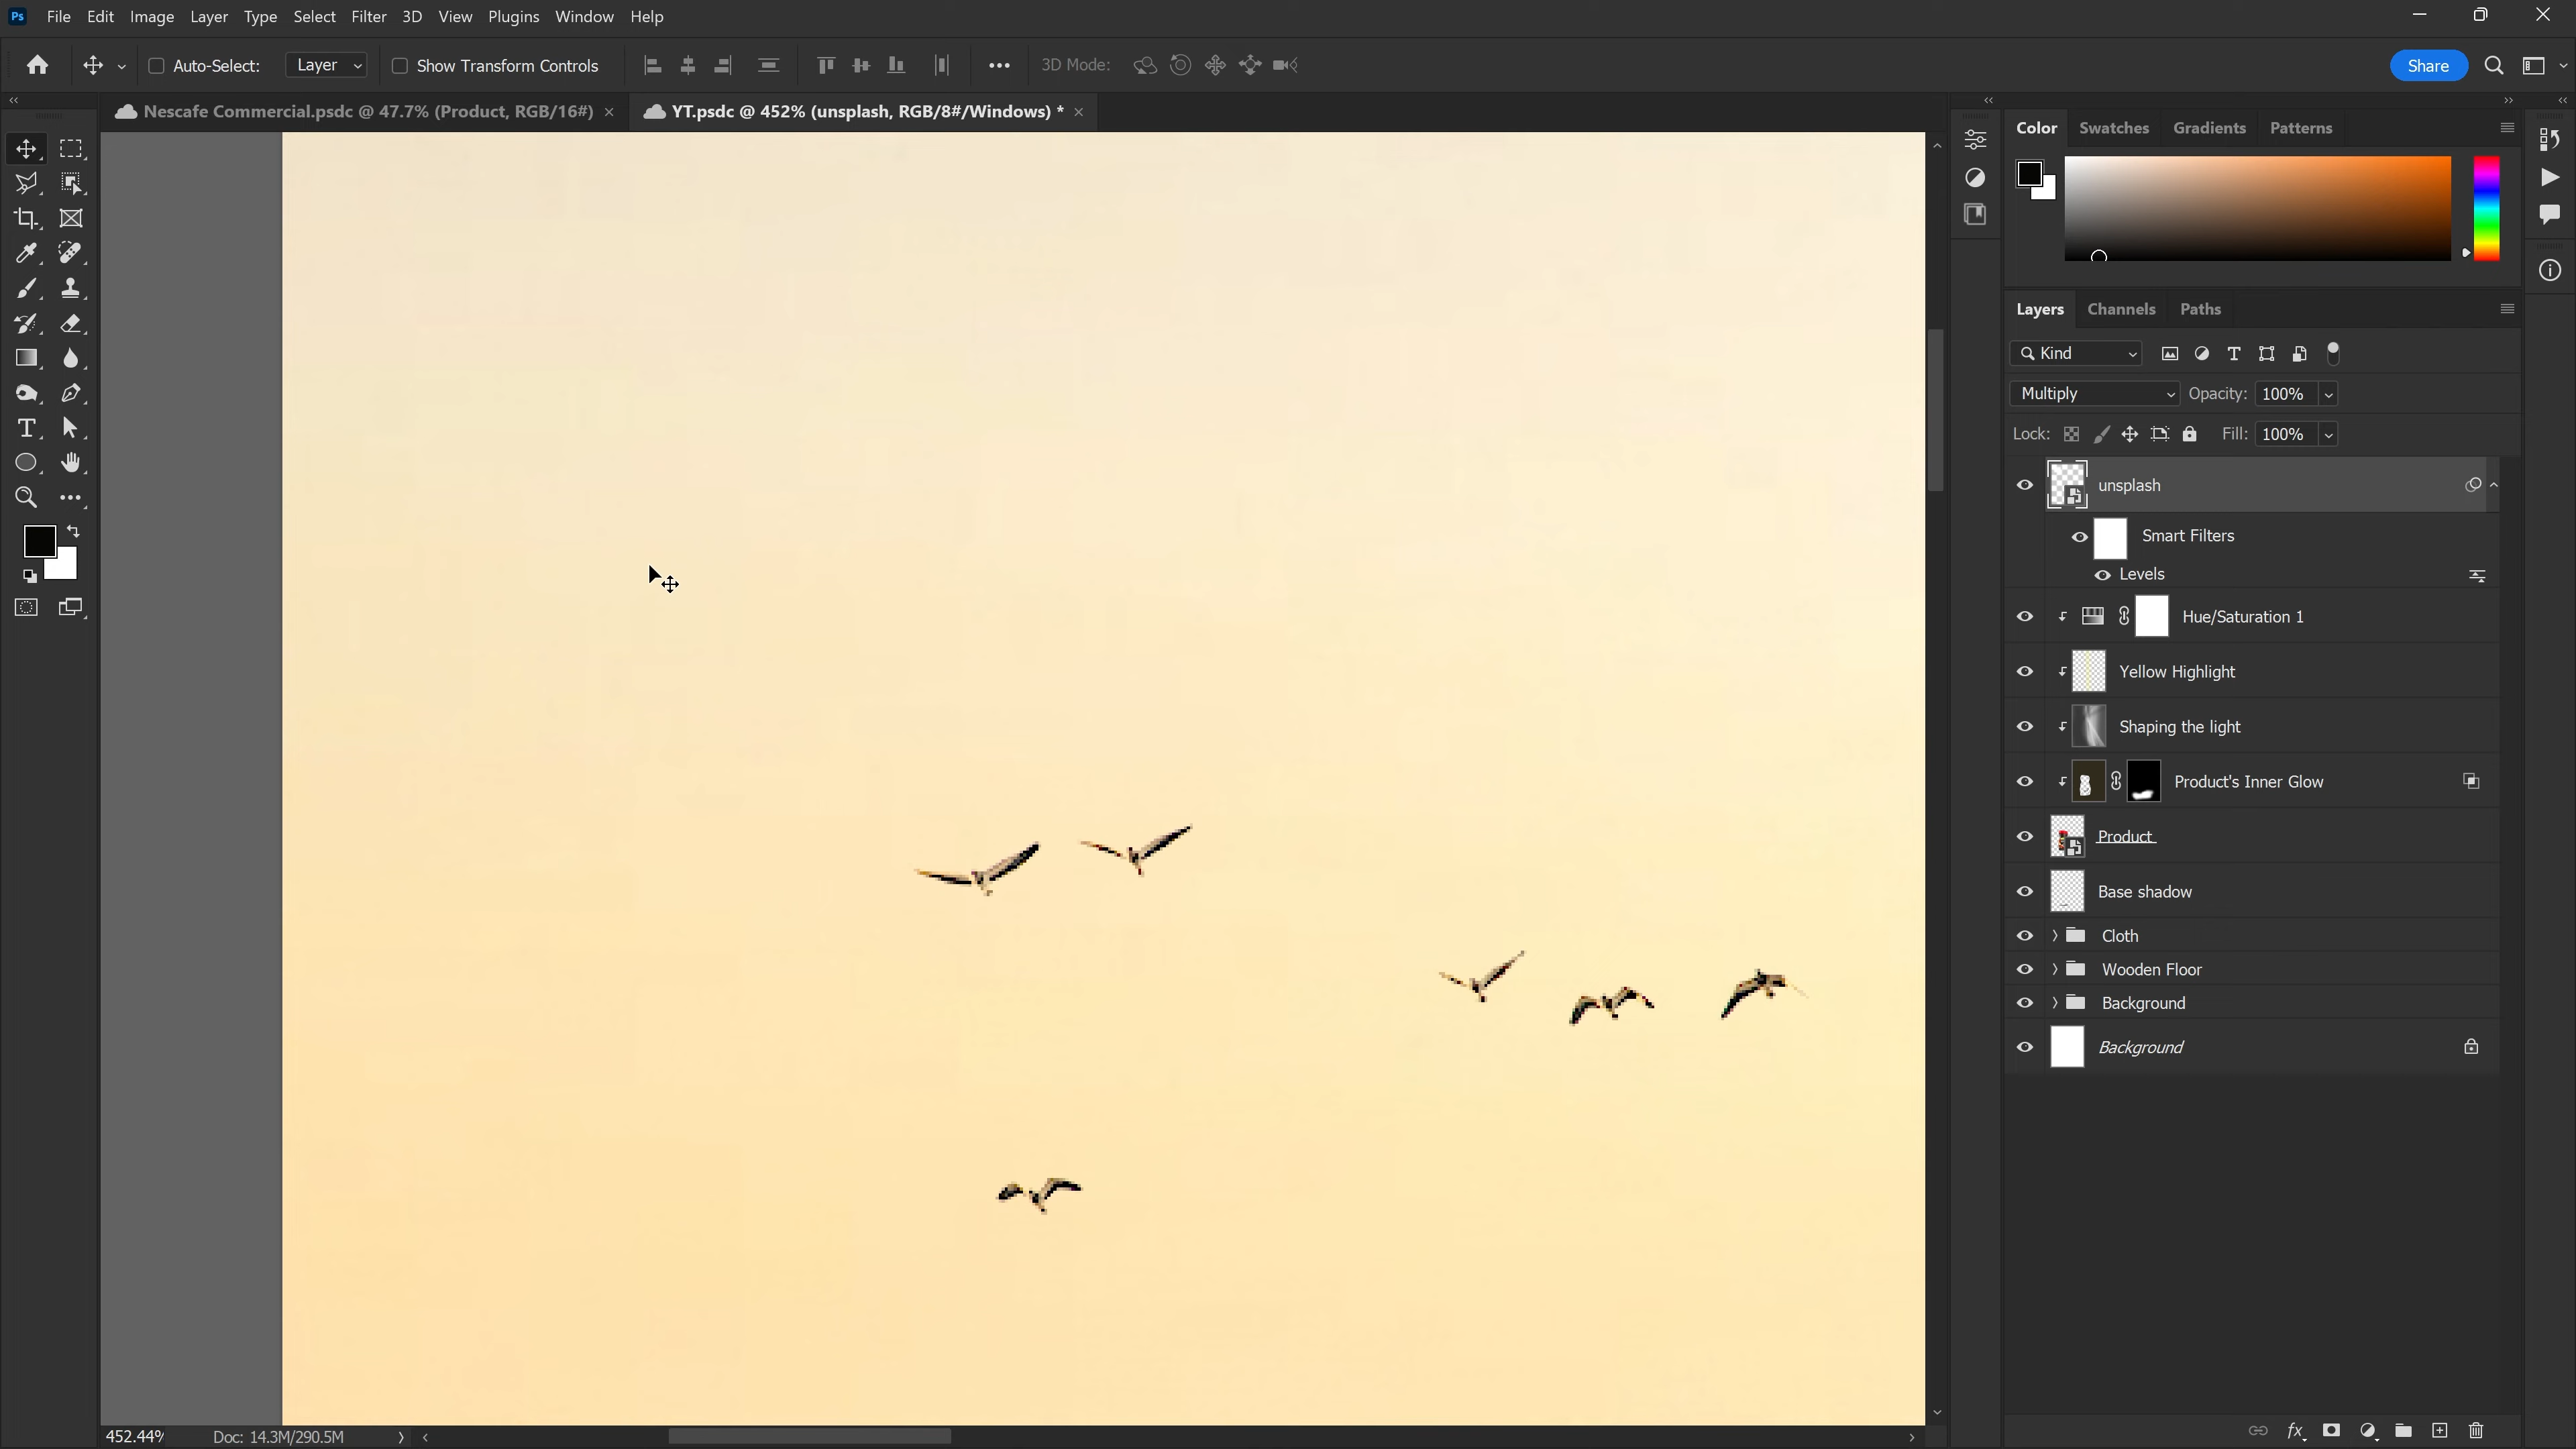 Ps File Edit Image Layer Type Select Filter 3D View Plugins Window Help
Auto-Select: Layer Show Transform Controls 3D Mode: Share
Nescafe Commercial.psdc @ 47.7% (Product, RGB/16#) × YT.psdc @ 452% (unsplash, RGB/8#/Windows) * ×
Color Swatches Gradients Patterns
Layers Channels Paths
Kind
Multiply Opacity: 100%
Lock: Fill: 100%
unsplash
Smart Filters
Levels
Hue/Saturation 1
Yellow Highlight
Shaping the light
Product's Inner Glow
Product
Base shadow
Cloth
Wooden Floor
Background
Background
452.44% Doc: 14.3M/290.5M
fx